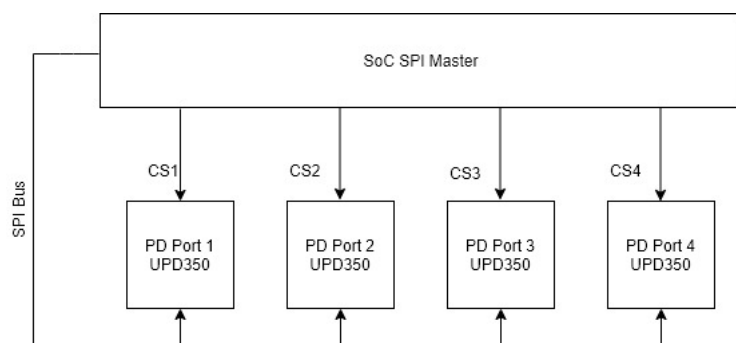 SoC SPI Master
SPI Bus
CS1
CS2
CS3
CS4
PD Port 1
UPD350
PD Port 2
UPD350
PD Port 3
UPD350
PD Port 4
UPD350